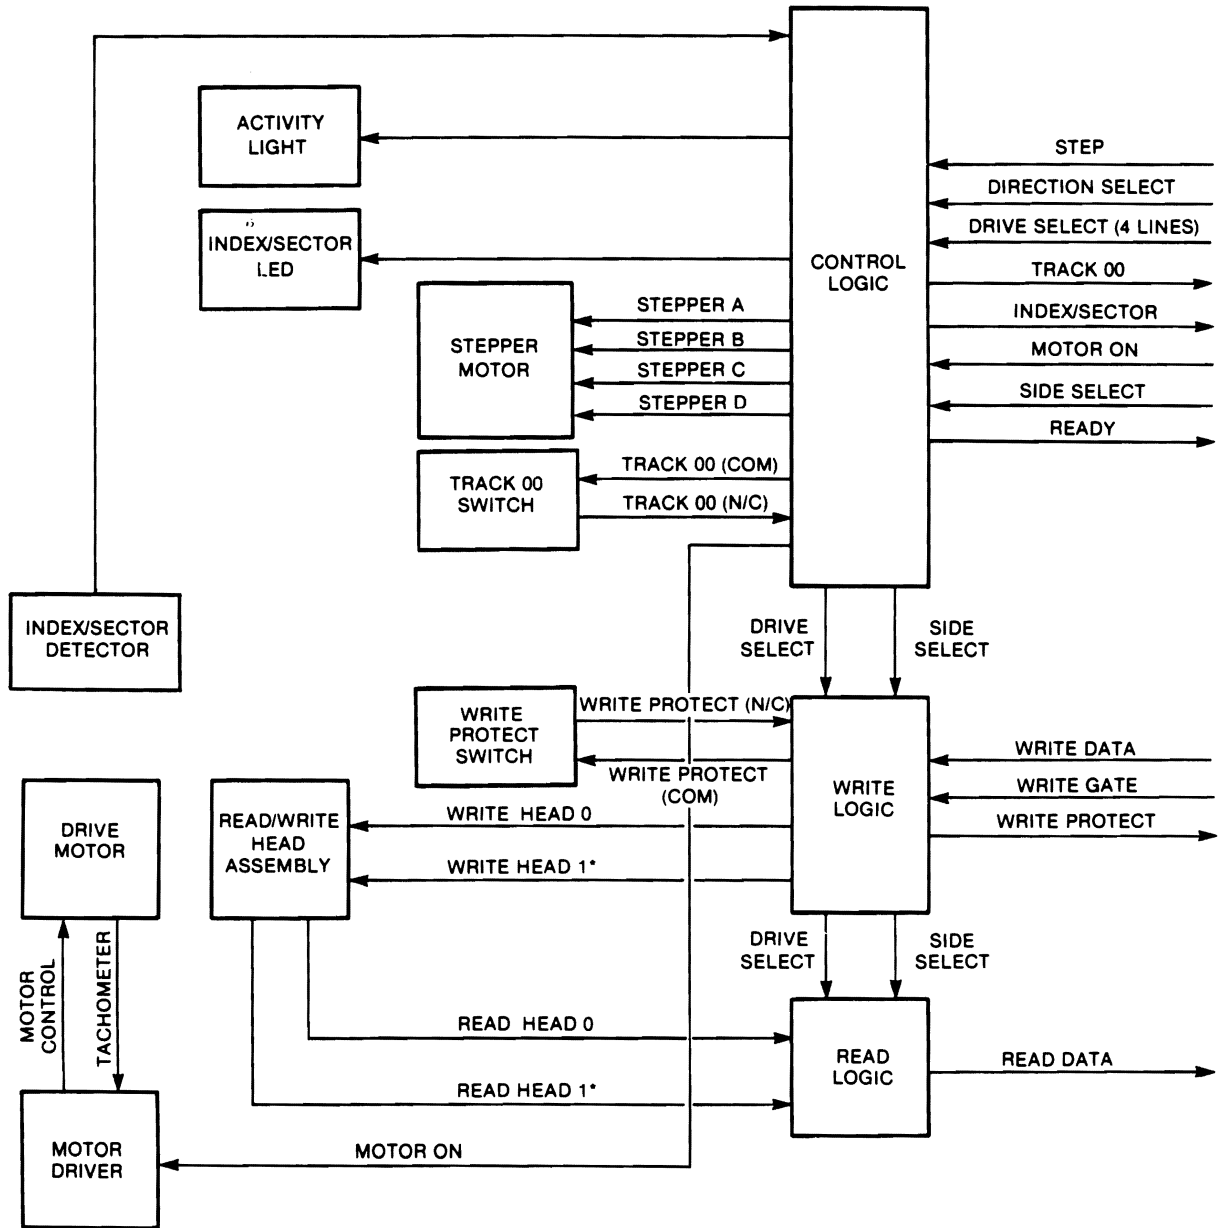 ACTIVITY
LIGHT
INDEX/SECTOR
LED
STEPPER
MOTOR
TRACK 00
SWITCH
INDEX/SECTOR
DETECTOR
CONTROL
LOGIC
STEPPER A
STEPPER B
STEPPER C
STEPPER D
TRACK 00 (COM)
TRACK 00 (N/C)
STEP
DIRECTION SELECT
DRIVE SELECT (4 LINES)
TRACK 00
INDEX/SECTOR
MOTOR ON
SIDE SELECT
READY
DRIVE
SELECT
SIDE
SELECT
WRITE
PROTECT
SWITCH
WRITE PROTECT (N/C)
WRITE PROTECT
(COM)
WRITE
LOGIC
WRITE DATA
WRITE GATE
WRITE PROTECT
DRIVE
MOTOR
READ/WRITE
HEAD
ASSEMBLY
WRITE HEAD 0
WRITE HEAD 1*
DRIVE
SELECT
SIDE
SELECT
MOTOR
CONTROL
TACHOMETER
READ HEAD 0
READ HEAD 1*
READ
LOGIC
READ DATA
MOTOR
DRIVER
MOTOR ON